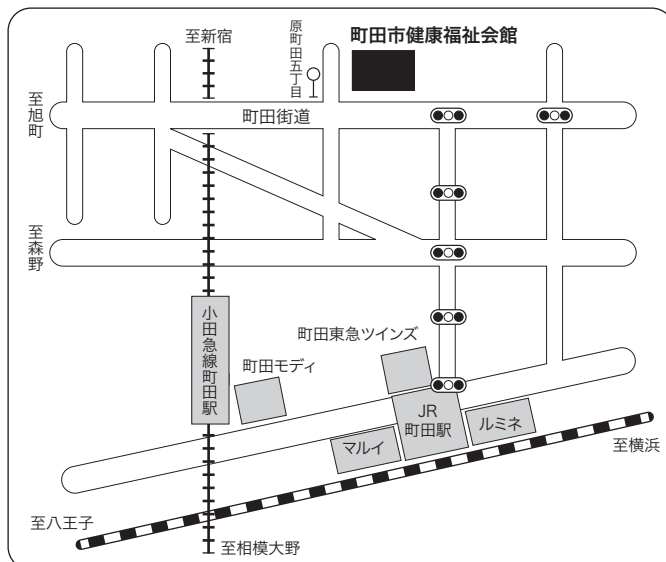 至新宿
原町田五丁目
町田市健康福祉会館
至旭町
町田街道
至森野
小田急線町田駅
町田東急ツインズ
町田モディ
JR
町田駅
ルミネ
マルイ
至横浜
至八王子
至相模大野